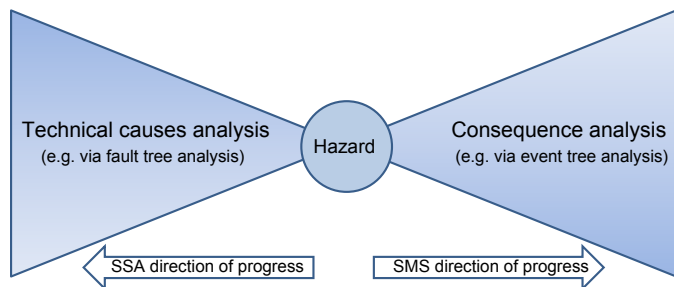 Technical causes analysis
(e.g. via fault tree analysis)
Hazard
Consequence analysis
(e.g. via event tree analysis)
SSA direction of progress
SMS direction of progress